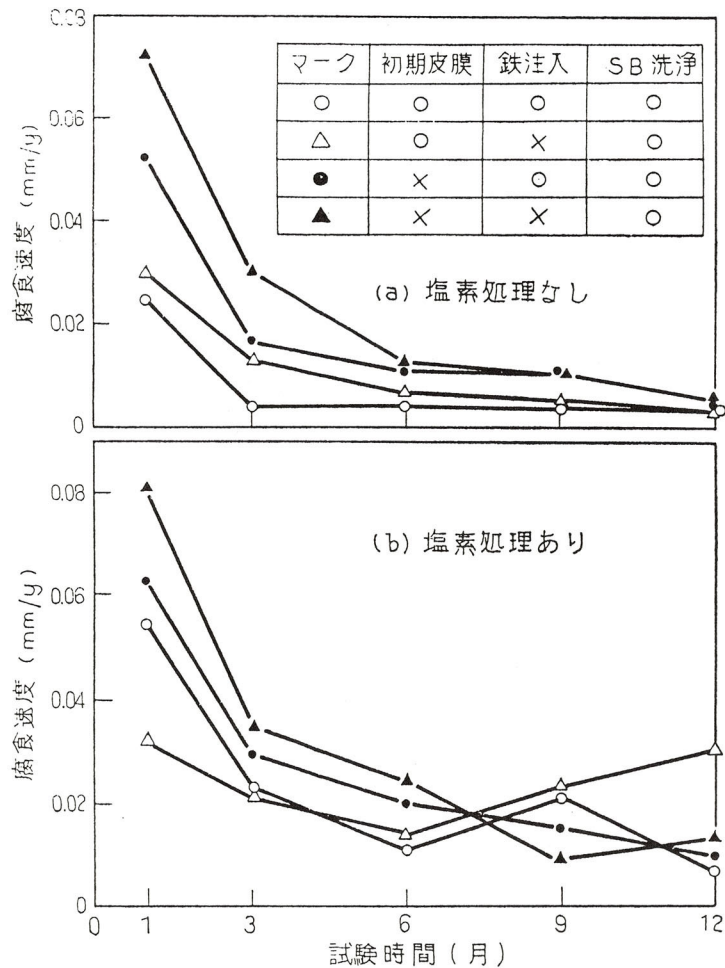 0.08
0.06
0.04
0.02
0
腐食速度 (mm/y)
マーク 初期皮膜 鉄注入 SB洗浄
○ ○ ○ ○
△ ○ × ○
● × ○ ○
▲ × × ○
(a) 塩素処理なし
0.08
0.06
0.04
0.02
0
腐食速度 (mm/y)
(b) 塩素処理あり
0 1 3 6 9 12
試験時間 (月)